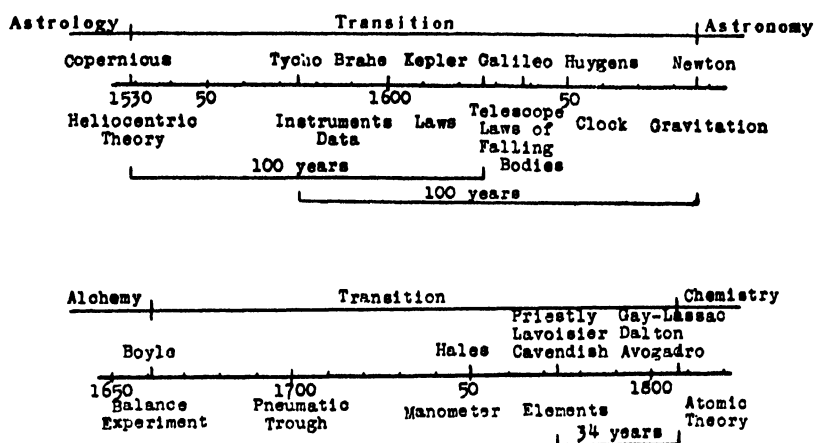 Astrology Transition Astronomy
Copernicus Tycho Brahe Kepler Galileo Huygens Newton
1530 50 1600 50
Heliocentric Theory Instruments Data Laws Telescope Laws of Falling Bodies Clock Gravitation
100 years
100 years
Alchemy Transition Chemistry
Priestly Gay-Lussac
Lavoisier Dalton
Boyle Hales Cavendish Avogadro
1650 1700 50 1800
Balance Pneumatic Manometer Elements Atomic
Experiment Trough Theory
34 years